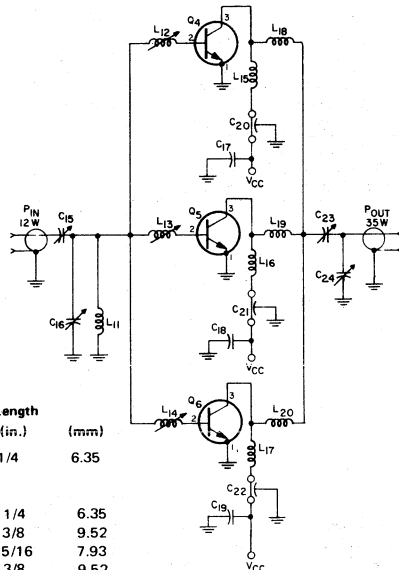 Q4
L12
3
L18
2
1
L15
C20
C17
VCC
PIN
12W
C15
Q5
L13
3
L19
C23
POUT
35W
2
1
L16
C16
L11
C24
C21
C18
VCC
Q6
L14
3
L20
2
1
L17
C22
C19
VCC
ength
(in.) (mm)
1/4 6.35
1/4 6.35
3/8 9.52
5/16 7.93
3/8 9.52